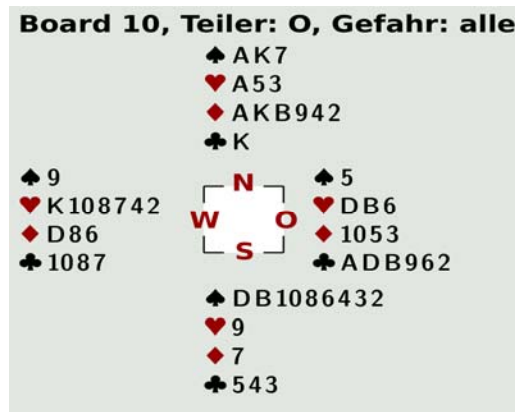 Board 10, Teiler: O, Gefahr: alle
♠ AK7
♥ A53
♦ AKB942
♣ K
♠ 9
♥ K108742
♦ D86
♣ 1087
N
W O
S
♠ 5
♥ DB6
♦ 1053
♣ ADB962
♠ DB1086432
♥ 9
♦ 7
♣ 543